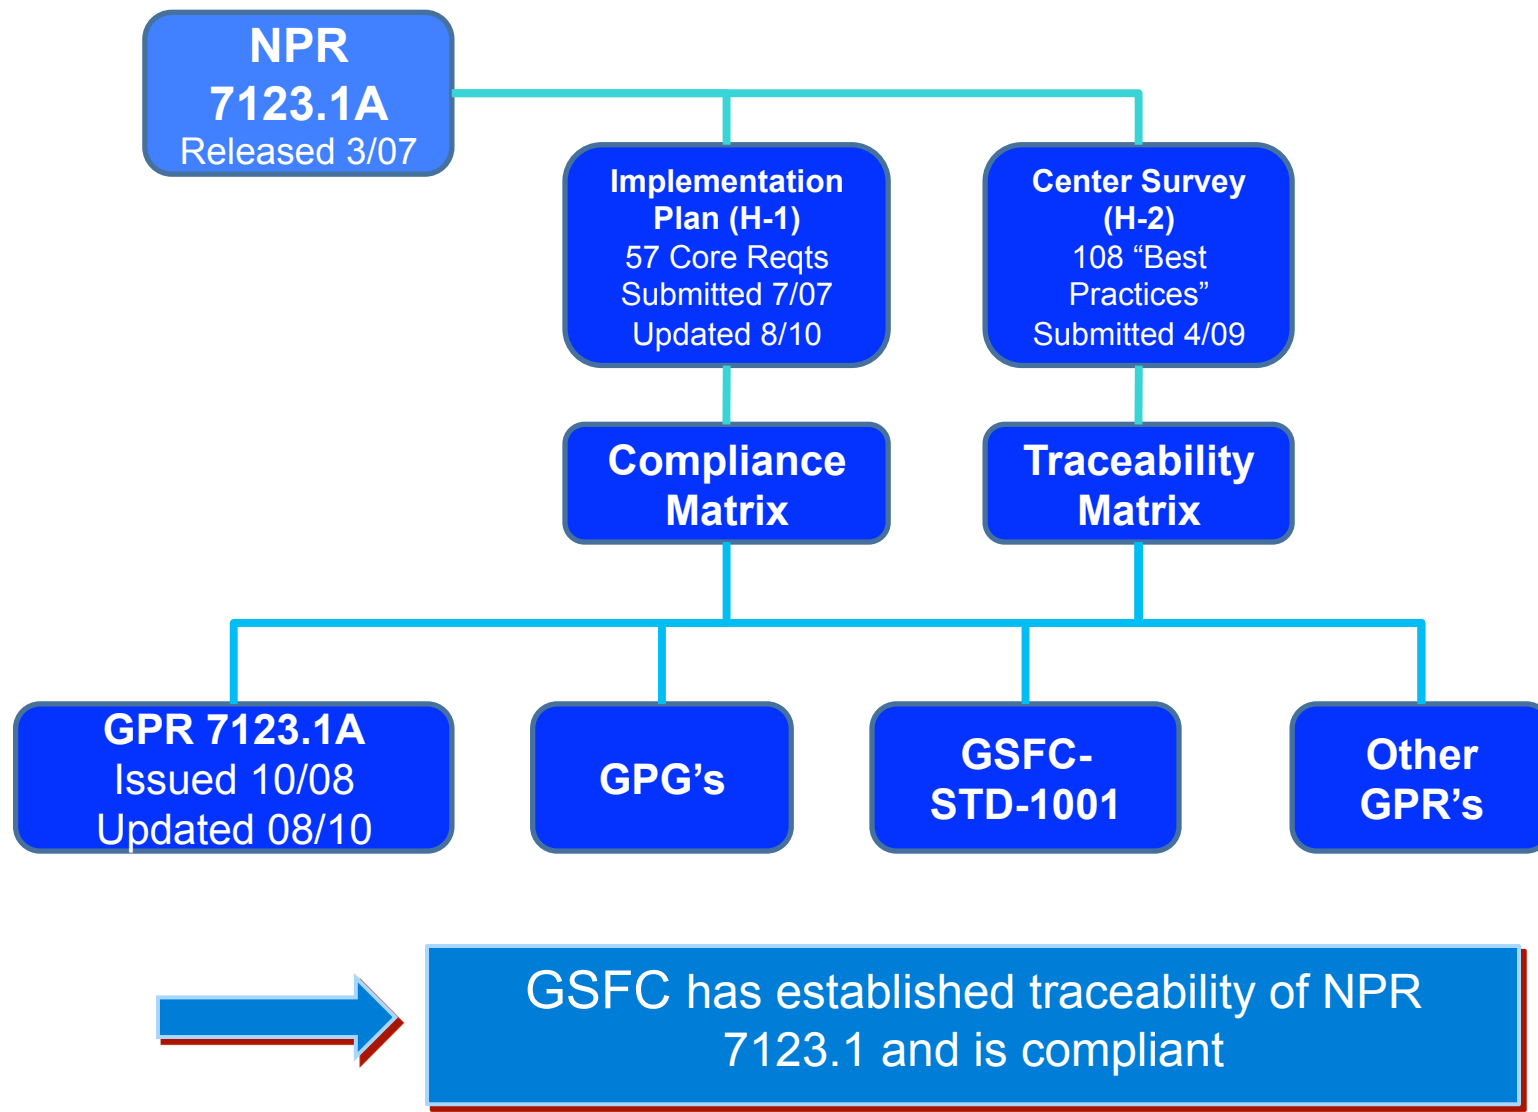 NPR
7123.1A
Released 3/07
Implementation
Plan (H-1)
57 Core Reqts
Submitted 7/07
Updated 8/10
Center Survey
(H-2)
108 “Best
Practices”
Submitted 4/09
Compliance
Matrix
Traceability
Matrix
GPR 7123.1A
Issued 10/08
Updated 08/10
GPG’s
GSFC-
STD-1001
Other
GPR’s
GSFC has established traceability of NPR
7123.1 and is compliant